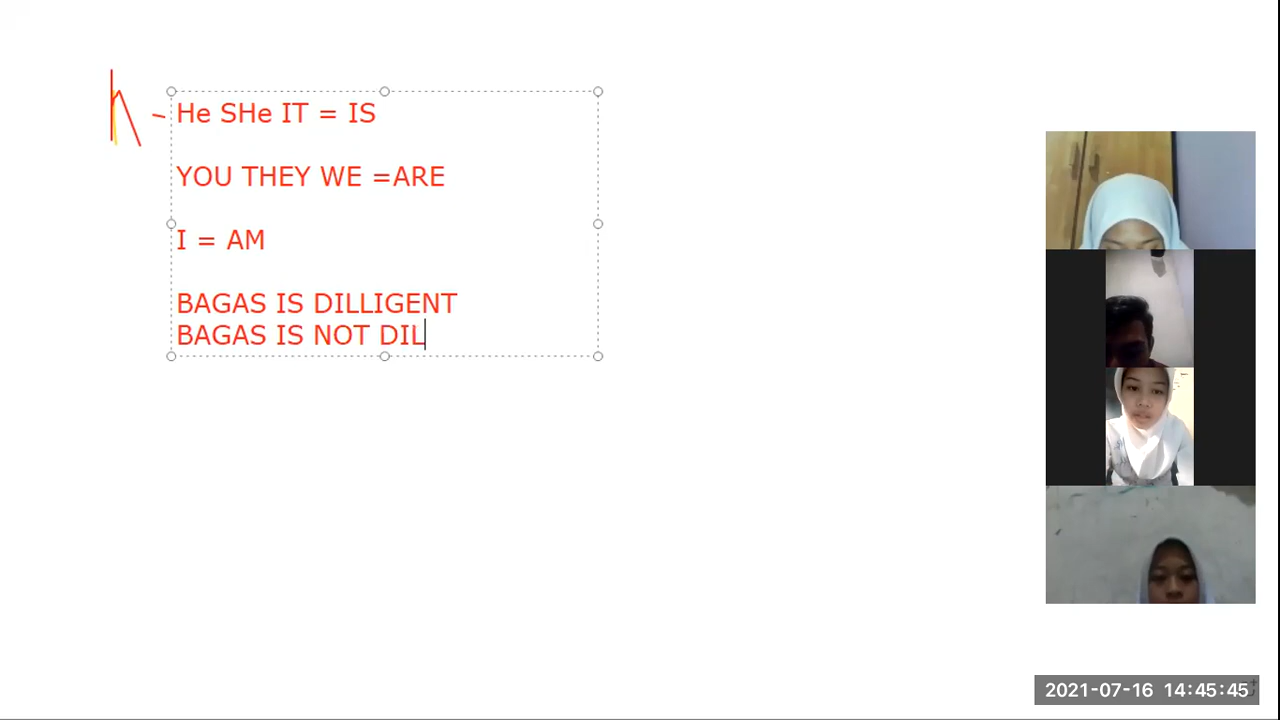 He SHe IT = IS
YOU THEY WE =ARE
I = AM
BAGAS IS DILLIGENT
BAGAS IS NOT DIL
2021-07-16 14:45:45